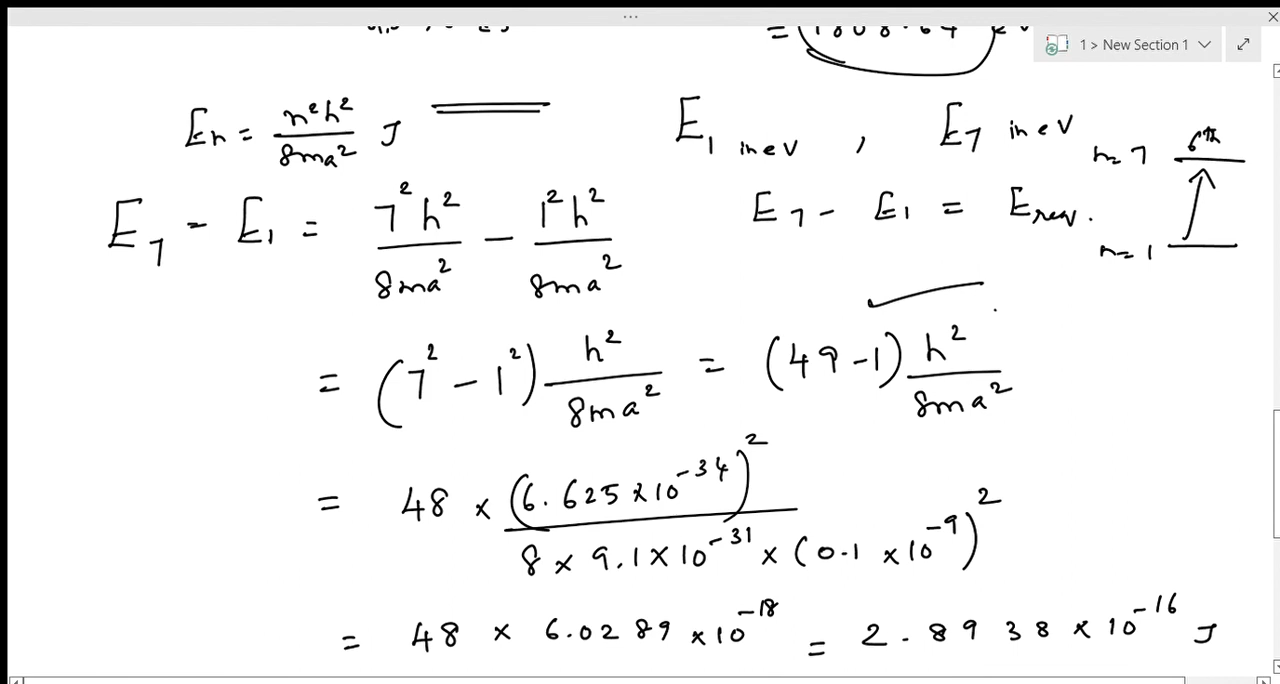 1 > New Section 1
= (1808.64) eV
En = n²h²/8ma² J
E₁ in eV , E₇ in eV
n=7 6th
E₇ - E₁ = 7²h²/8ma² - 1²h²/8ma²
E₇ - E₁ = Ereq.
n=1
= (7² - 1²) h²/8ma² = (49-1) h²/8ma²
= 48 × (6.625×10⁻³⁴)²/8 × 9.1×10⁻³¹ × (0.1 ×10⁻⁹)²
= 48 × 6.0289 ×10⁻¹⁸ = 2.8938 × 10⁻¹⁶ J